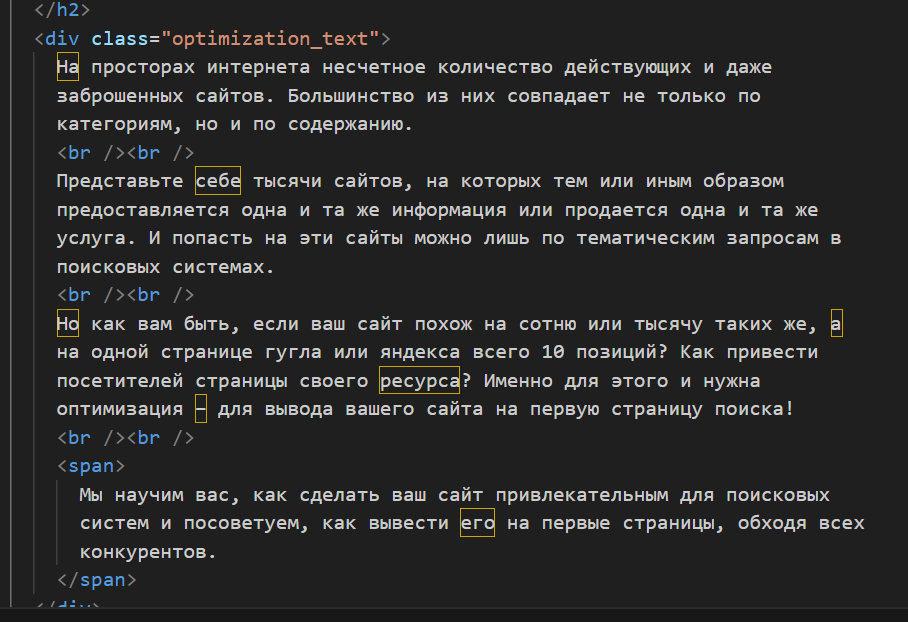 </h2>
<div class="optimization_text">
На просторах интернета несчетное количество действующих и даже
заброшенных сайтов. Большинство из них совпадает не только по
категориям, но и по содержанию.
<br /><br />
Представьте себе тысячи сайтов, на которых тем или иным образом
предоставляется одна и та же информация или продается одна и та же
услуга. И попасть на эти сайты можно лишь по тематическим запросам в
поисковых системах.
<br /><br />
Но как вам быть, если ваш сайт похож на сотню или тысячу таких же, а
на одной странице гугла или яндекса всего 10 позиций? Как привести
посетителей страницы своего ресурса? Именно для этого и нужна
оптимизация – для вывода вашего сайта на первую страницу поиска!
<br /><br />
<span>
Мы научим вас, как сделать ваш сайт привлекательным для поисковых
систем и посоветуем, как вывести его на первые страницы, обходя всех
конкурентов.
</span>
</div>